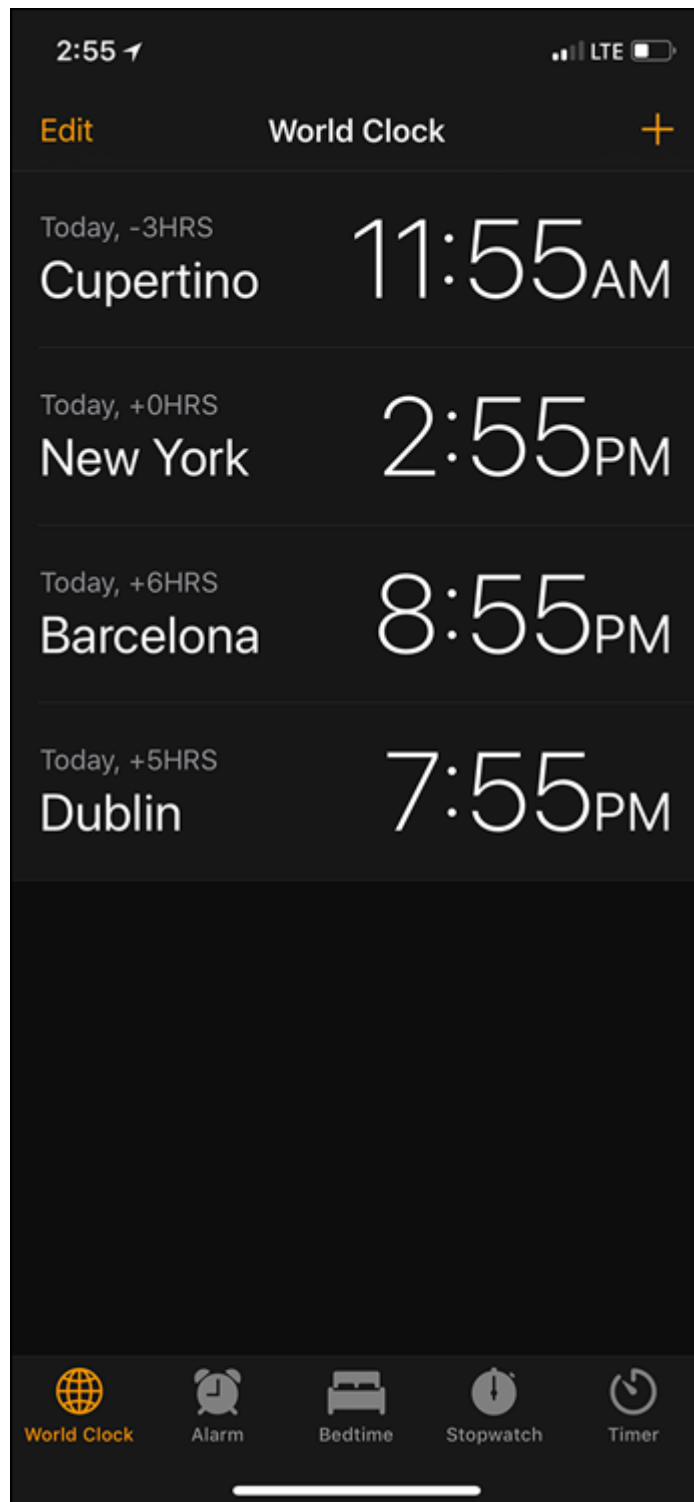 2:55 LTE
Edit World Clock +
Today, -3HRS
Cupertino 11:55AM
Today, +0HRS
New York 2:55PM
Today, +6HRS
Barcelona 8:55PM
Today, +5HRS
Dublin 7:55PM
World Clock Alarm Bedtime Stopwatch Timer